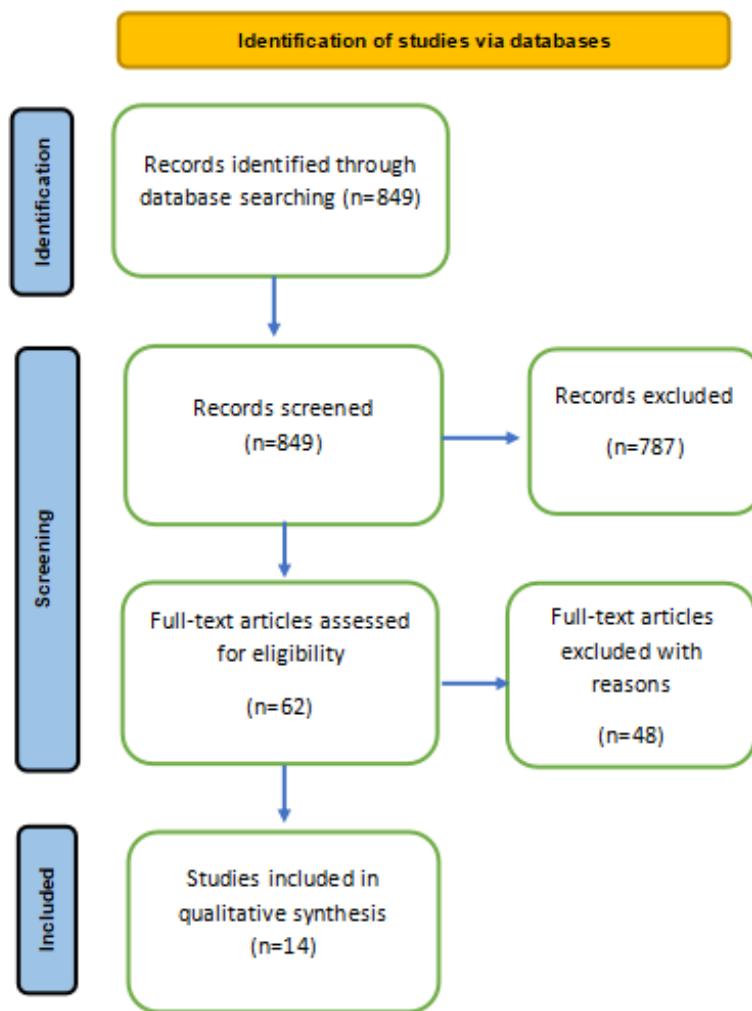 Identification of studies via databases
Identification
Records identified through
database searching (n=849)
Screening
Records screened
(n=849)
Records excluded
(n=787)
Full-text articles assessed
for eligibility
(n=62)
Full-text articles
excluded with
reasons
(n=48)
Included
Studies included in
qualitative synthesis
(n=14)